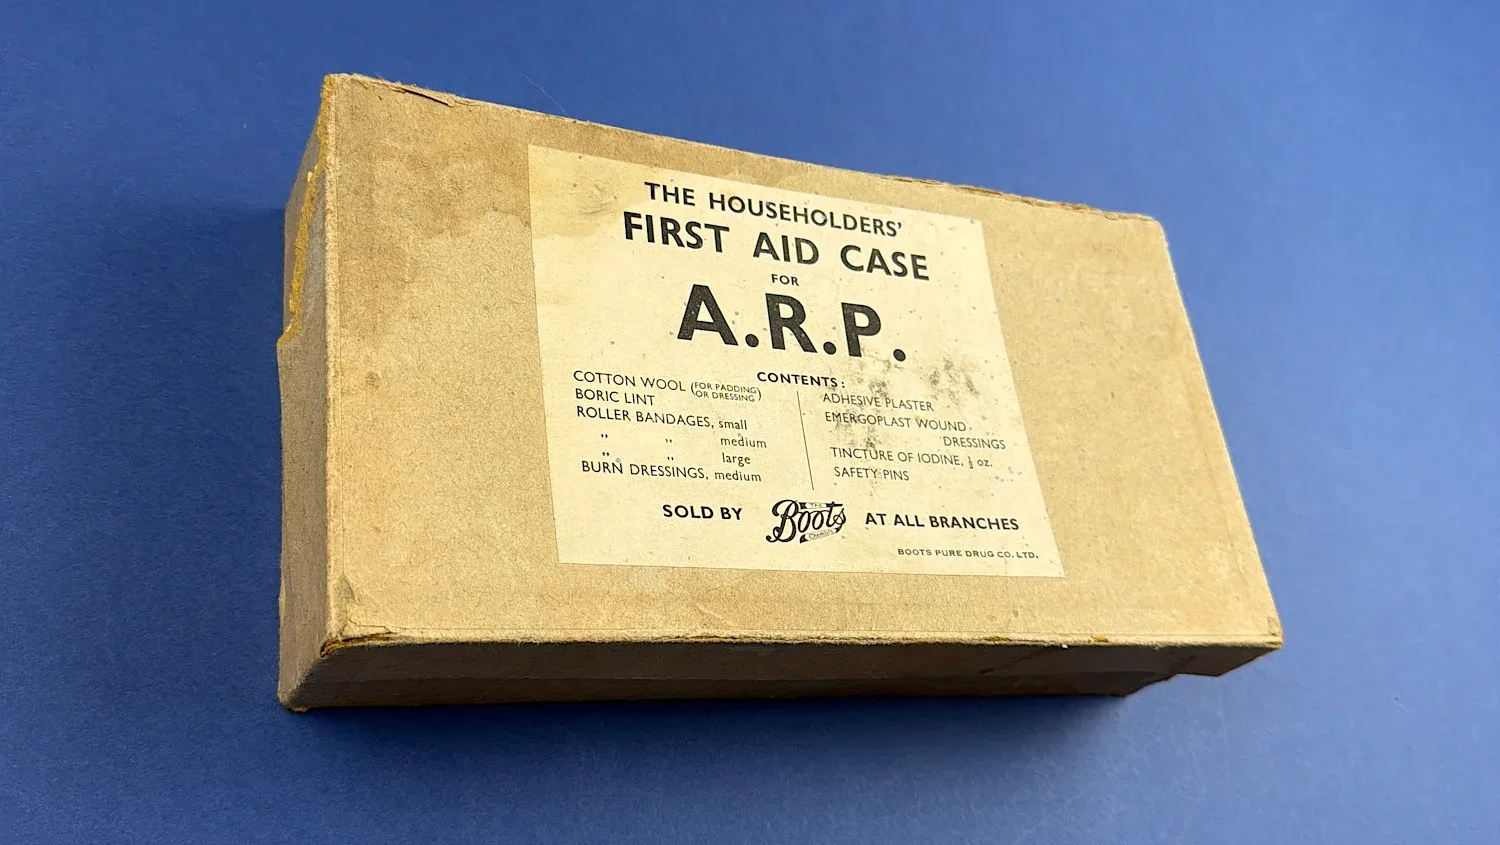 THE HOUSEHOLDERS'
FIRST AID CASE
FOR
A.R.P.
CONTENTS:
COTTON WOOL (FOR PADDING OR DRESSING)
BORIC LINT
ROLLER BANDAGES, small
" " medium
" " large
BURN DRESSINGS, medium
ADHESIVE PLASTER
EMERGOPLAST WOUND
DRESSINGS
TINCTURE OF IODINE, ½ oz.
SAFETY PINS
SOLD BY The Boots Chemists AT ALL BRANCHES
BOOTS PURE DRUG CO. LTD.